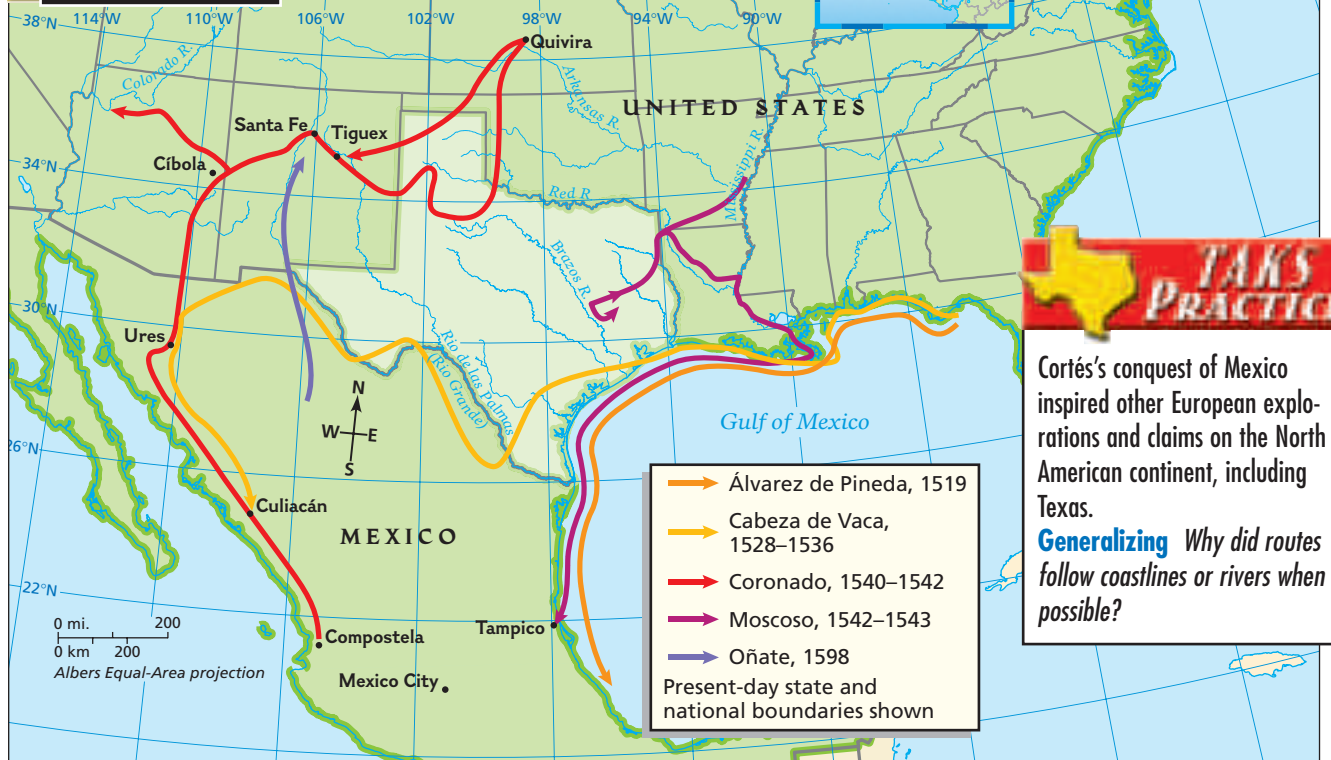 38°N
114°W
110°W
106°W
102°W
98°W
94°W
90°W
Quivira
Colorado R.
Arkansas R.
UNITED STATES
Santa Fe
Tiguex
Cíbola
34°N
Mississippi R.
Red R.
Brazos R.
30°N
Ures
Rio de las Palmas
(Rio Grande)
N
W
E
S
Gulf of Mexico
26°N
Culiacán
MEXICO
22°N
0 mi. 200
0 km 200
Albers Equal-Area projection
Compostela
Tampico
Mexico City
Álvarez de Pineda, 1519
Cabeza de Vaca,
1528–1536
Coronado, 1540–1542
Moscoso, 1542–1543
Oñate, 1598
Present-day state and
national boundaries shown
TAKS
PRACTIC
Cortés's conquest of Mexico
inspired other European explo-
rations and claims on the North
American continent, including
Texas.
Generalizing Why did routes
follow coastlines or rivers when
possible?